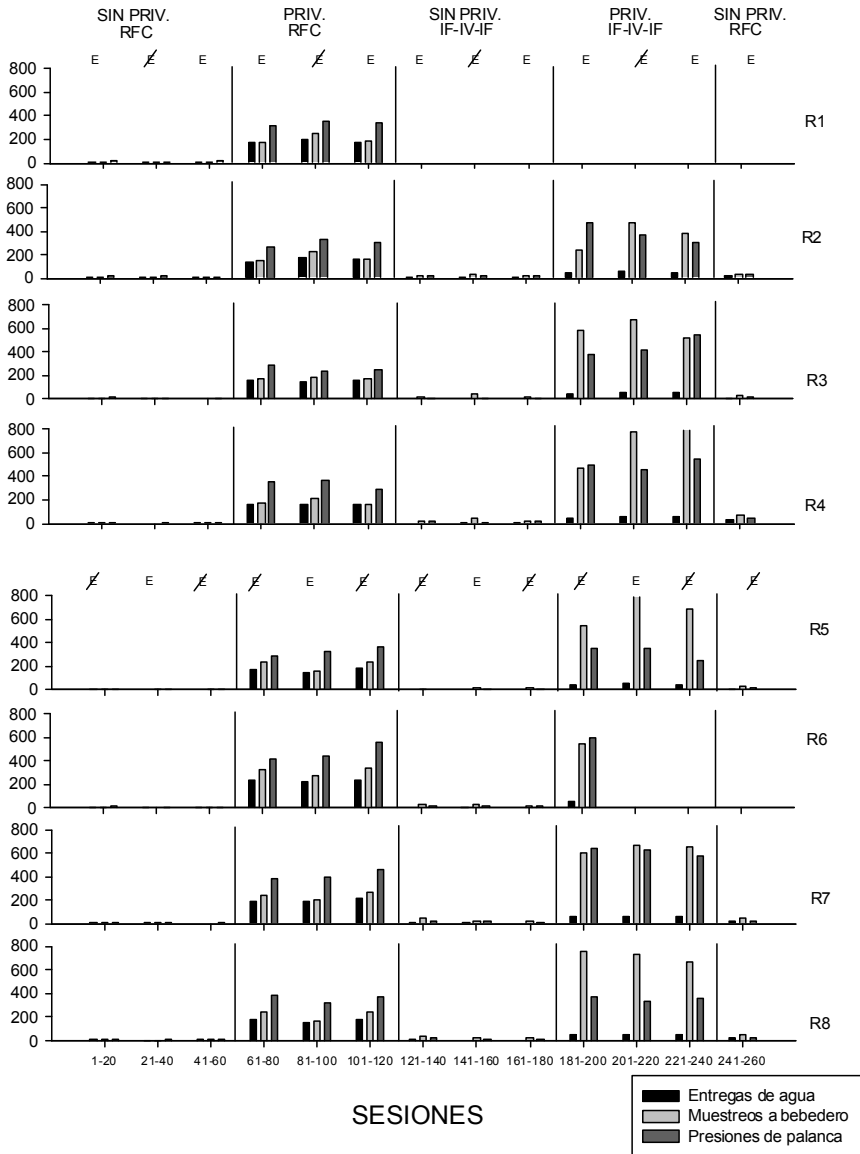 SIN PRIV. PRIV. SIN PRIV. PRIV. SIN PRIV.
RFC RFC IF-IV-IF IF-IV-IF RFC
E E E E E E E E E E E E E
800
600
400
200
0
R1
800
600
400
200
0
R2
800
600
400
200
0
R3
800
600
400
200
0
R4
E E E E E E E E E E E E E
800
600
400
200
0
R5
800
600
400
200
0
R6
800
600
400
200
0
R7
800
600
400
200
0
R8
1-20 21-40 41-60 61-80 81-100 101-120 121-140 141-160 161-180 181-200 201-220 221-240 241-260
SESIONES
Entregas de agua
Muestreos a bebedero
Presiones de palanca